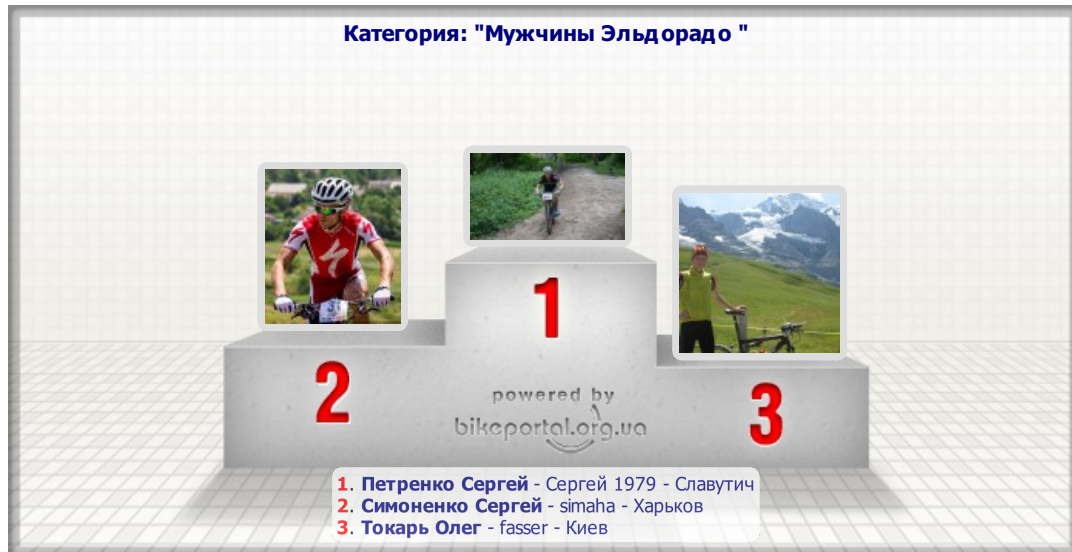 Категория: "Мужчины Эльдорадо "
1
2
3
powered by
bikeportal.org.ua
1. Петренко Сергей - Сергей 1979 - Славутич
2. Симоненко Сергей - simaha - Харьков
3. Токарь Олег - fasser - Киев